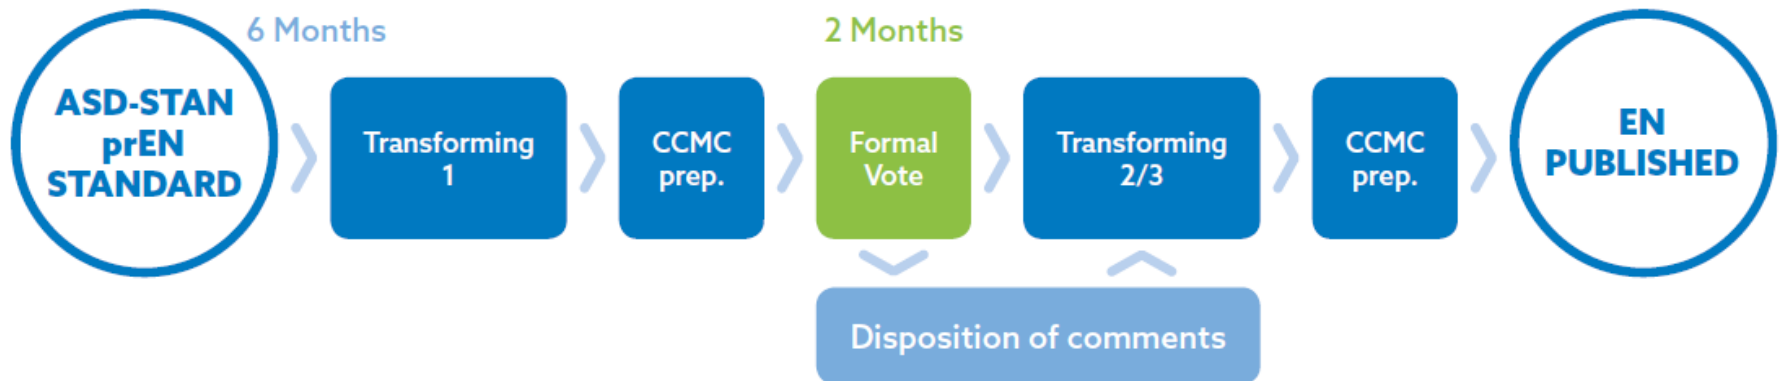 6 Months
2 Months
ASD-STAN
prEN
STANDARD
Transforming
1
CCMC
prep.
Formal
Vote
Transforming
2/3
CCMC
prep.
EN
PUBLISHED
Disposition of comments